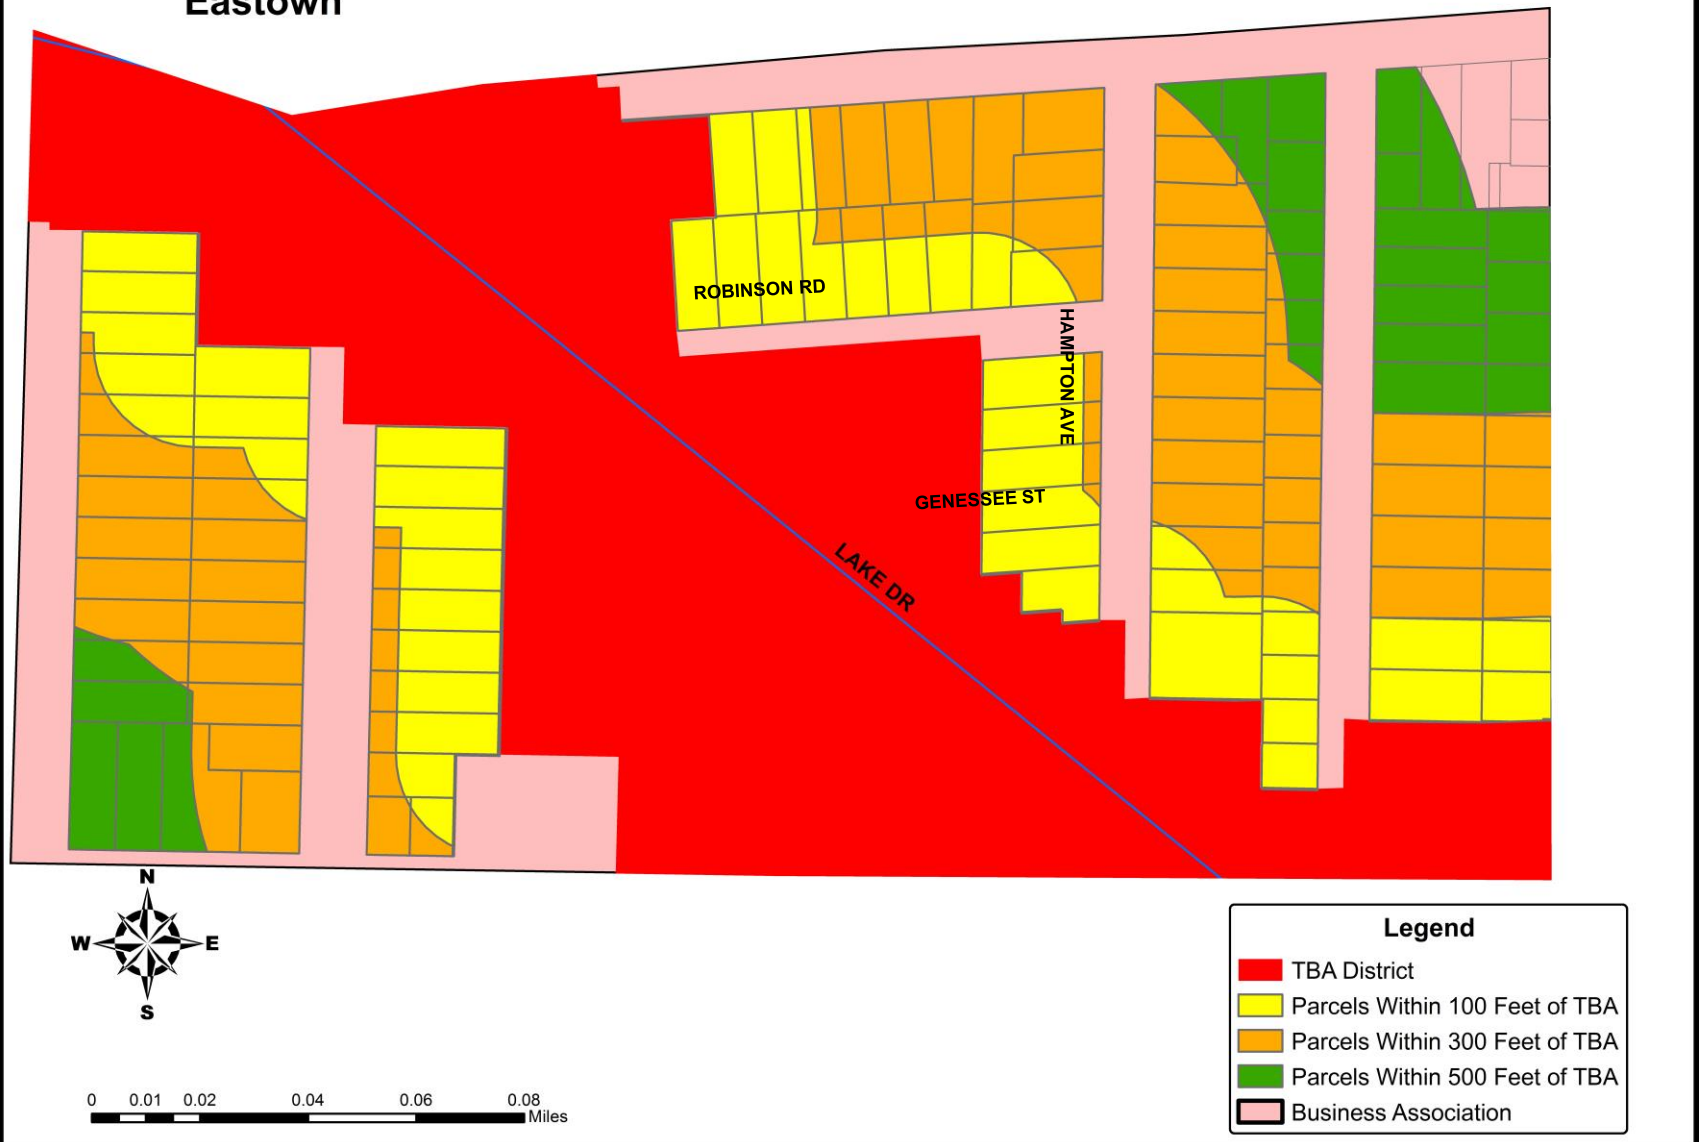 Eastown
ROBINSON RD
HAMPTON AVE
GENESSEE ST
LAKE DR
N
W
E
S
Legend
TBA District
Parcels Within 100 Feet of TBA
Parcels Within 300 Feet of TBA
Parcels Within 500 Feet of TBA
Business Association
0 0.01 0.02 0.04 0.06 0.08
Miles